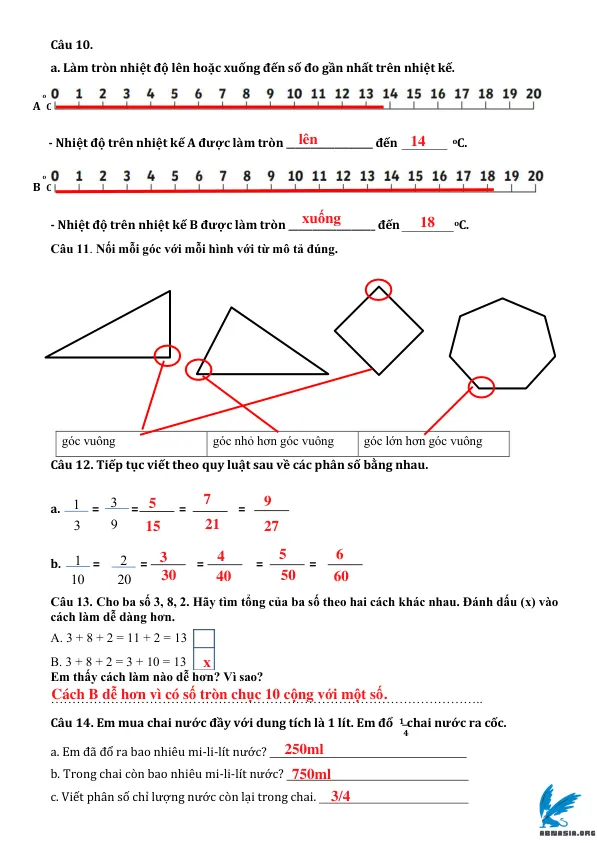 Câu 10.
a. Làm tròn nhiệt độ lên hoặc xuống đến số đo gần nhất trên nhiệt kế.
A ⁰C 0 1 2 3 4 5 6 7 8 9 10 11 12 13 14 15 16 17 18 19 20
- Nhiệt độ trên nhiệt kế A được làm tròn lên đến 14 ⁰C.
B ⁰C 0 1 2 3 4 5 6 7 8 9 10 11 12 13 14 15 16 17 18 19 20
- Nhiệt độ trên nhiệt kế B được làm tròn xuống đến 18 ⁰C.
Câu 11. Nối mỗi góc với mỗi hình với từ mô tả đúng.
góc vuông góc nhỏ hơn góc vuông góc lớn hơn góc vuông
Câu 12. Tiếp tục viết theo quy luật sau về các phân số bằng nhau.
a. 1/3 = 3/9 = 5/15 = 7/21 = 9/27
b. 1/10 = 2/20 = 3/30 = 4/40 = 5/50 = 6/60
Câu 13. Cho ba số 3, 8, 2. Hãy tìm tổng của ba số theo hai cách khác nhau. Đánh dấu (x) vào
cách làm dễ dàng hơn.
A. 3 + 8 + 2 = 11 + 2 = 13
B. 3 + 8 + 2 = 3 + 10 = 13 x
Em thấy cách làm nào dễ hơn? Vì sao?
Cách B dễ hơn vì có số tròn chục 10 cộng với một số.
Câu 14. Em mua chai nước đầy với dung tích là 1 lít. Em đổ 1/4 chai nước ra cốc.
a. Em đã đổ ra bao nhiêu mi-li-lít nước? 250ml
b. Trong chai còn bao nhiêu mi-li-lít nước? 750ml
c. Viết phân số chỉ lượng nước còn lại trong chai. 3/4
ABNASIA.ORG